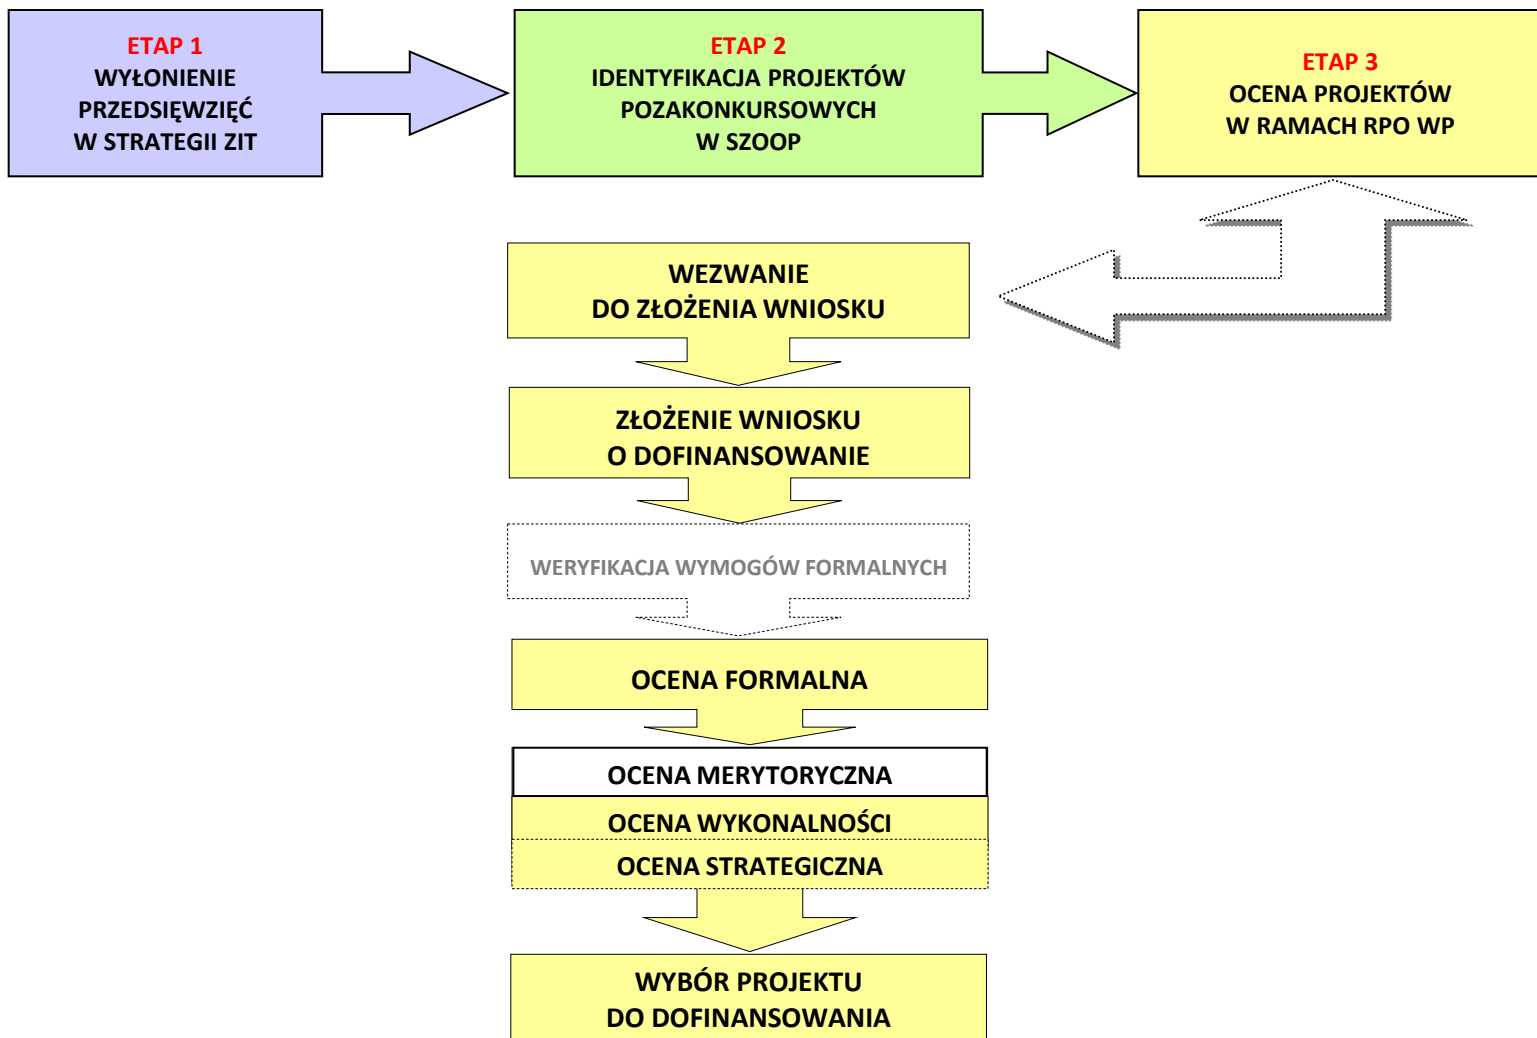 ETAP 1
WYŁONIENIE
PRZEDSIĘWZIĘĆ
W STRATEGII ZIT
ETAP 2
IDENTYFIKACJA PROJEKTÓW
POZAKONKURSOWYCH
W SZOOP
ETAP 3
OCENA PROJEKTÓW
W RAMACH RPO WP
WEZWANIE
DO ZŁOŻENIA WNIOSKU
ZŁOŻENIE WNIOSKU
O DOFINANSOWANIE
WERYFIKACJA WYMOGÓW FORMALNYCH
OCENA FORMALNA
OCENA MERYTORYCZNA
OCENA WYKONALNOŚCI
OCENA STRATEGICZNA
WYBÓR PROJEKTU
DO DOFINANSOWANIA